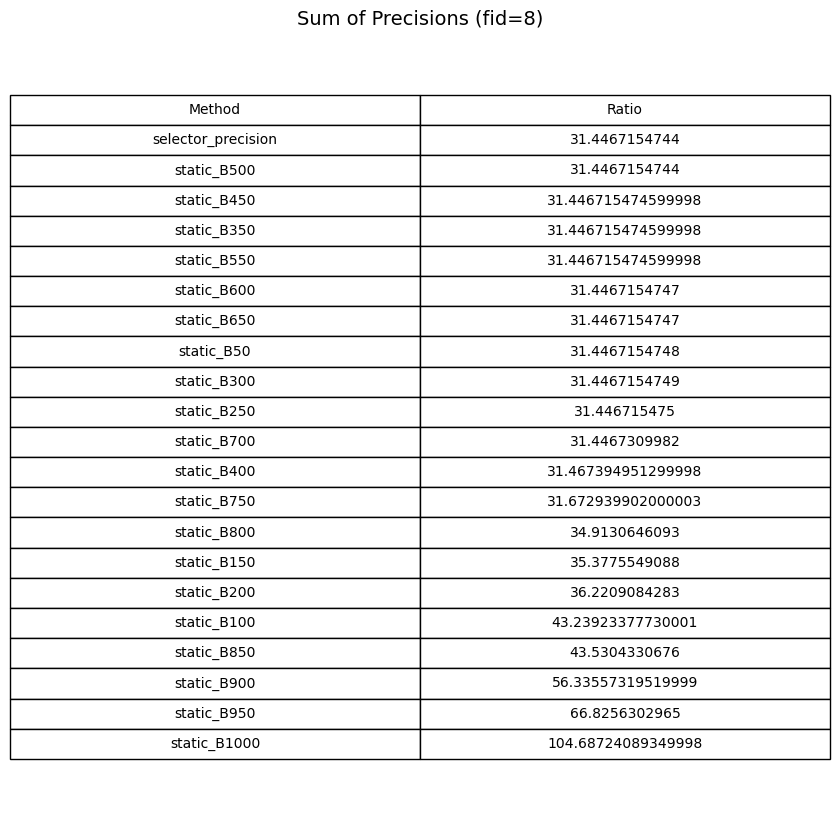 Sum of Precisions (fid=8)
Method Ratio
selector_precision 31.4467154744
static_B500 31.4467154744
static_B450 31.446715474599998
static_B350 31.446715474599998
static_B550 31.446715474599998
static_B600 31.4467154747
static_B650 31.4467154747
static_B50 31.4467154748
static_B300 31.4467154749
static_B250 31.446715475
static_B700 31.4467309982
static_B400 31.467394951299998
static_B750 31.672939902000003
static_B800 34.9130646093
static_B150 35.3775549088
static_B200 36.2209084283
static_B100 43.23923377730001
static_B850 43.5304330676
static_B900 56.33557319519999
static_B950 66.8256302965
static_B1000 104.68724089349998